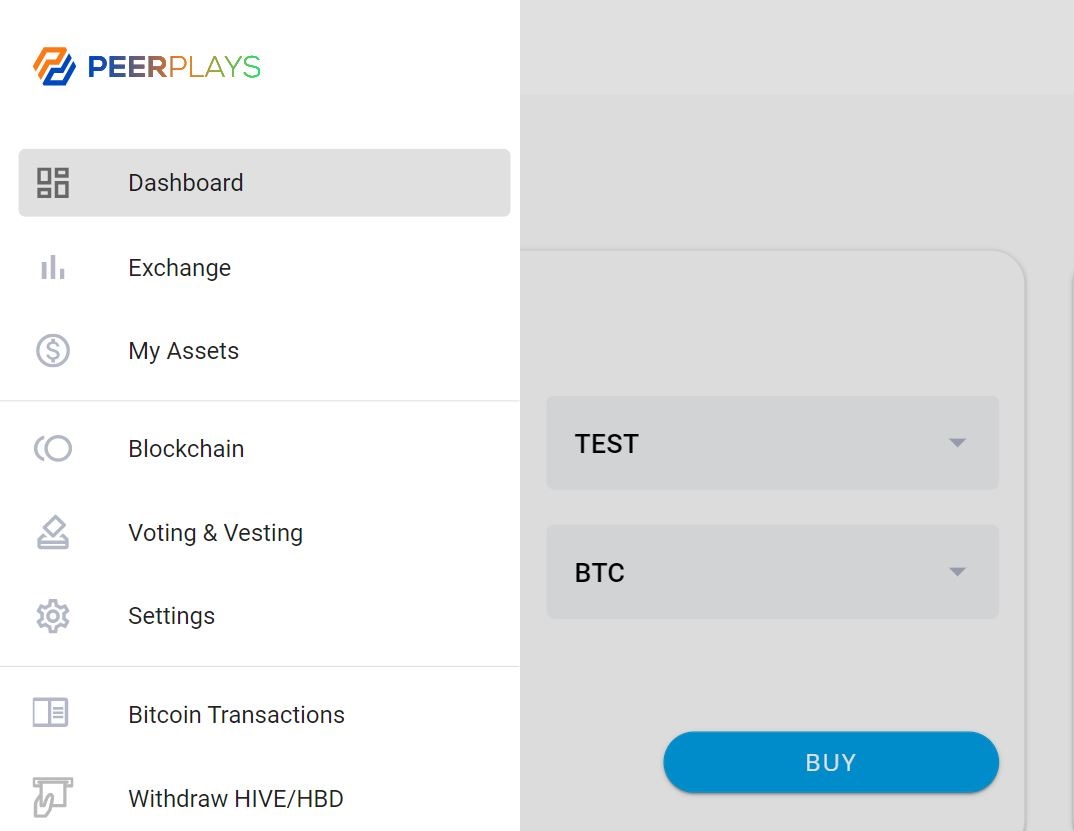 PEERPLAYS
Dashboard
Exchange
My Assets
Blockchain
Voting & Vesting
Settings
Bitcoin Transactions
Withdraw HIVE/HBD
TEST
BTC
BUY